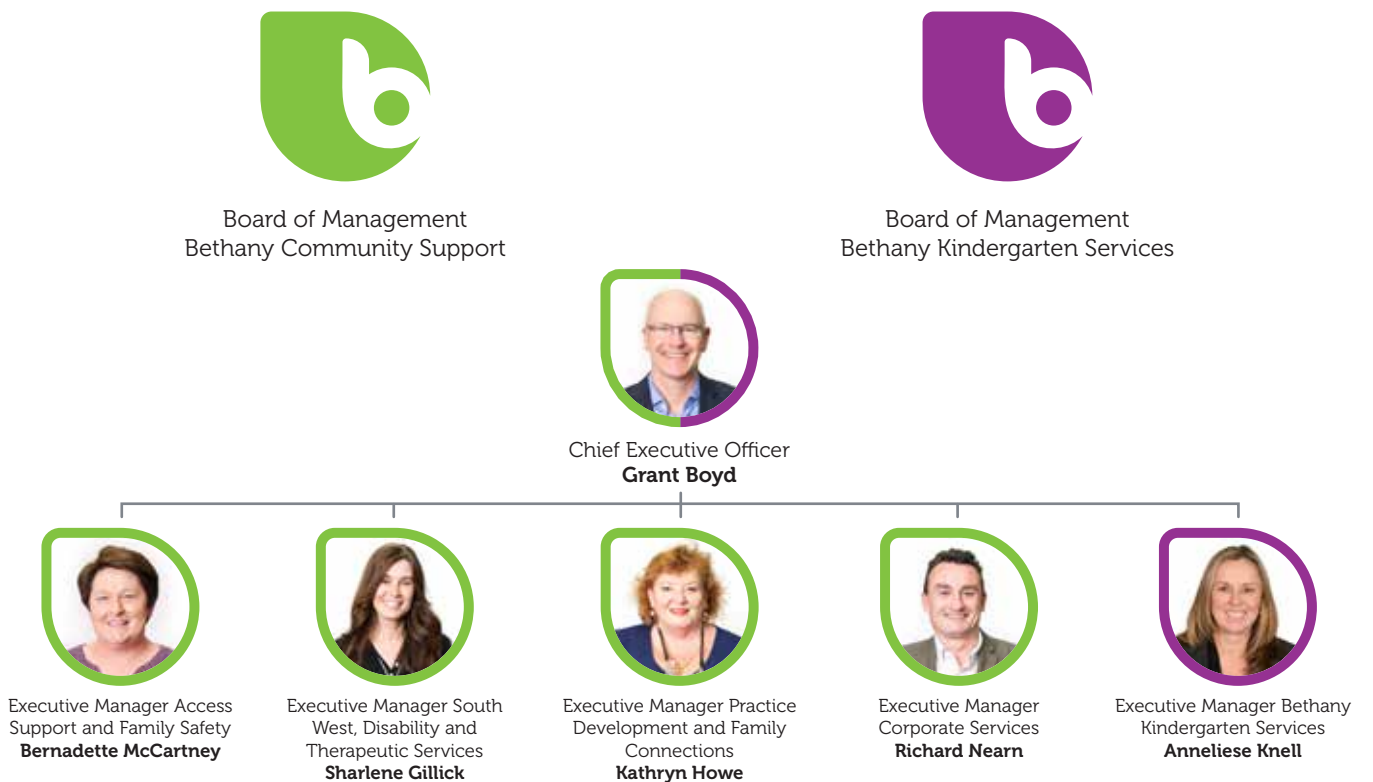 Board of Management
Bethany Community Support
Board of Management
Bethany Kindergarten Services
Chief Executive Officer
Grant Boyd
Executive Manager Access
Support and Family Safety
Bernadette McCartney
Executive Manager South
West, Disability and
Therapeutic Services
Sharlene Gillick
Executive Manager Practice
Development and Family
Connections
Kathryn Howe
Executive Manager
Corporate Services
Richard Nearn
Executive Manager Bethany
Kindergarten Services
Anneliese Knell